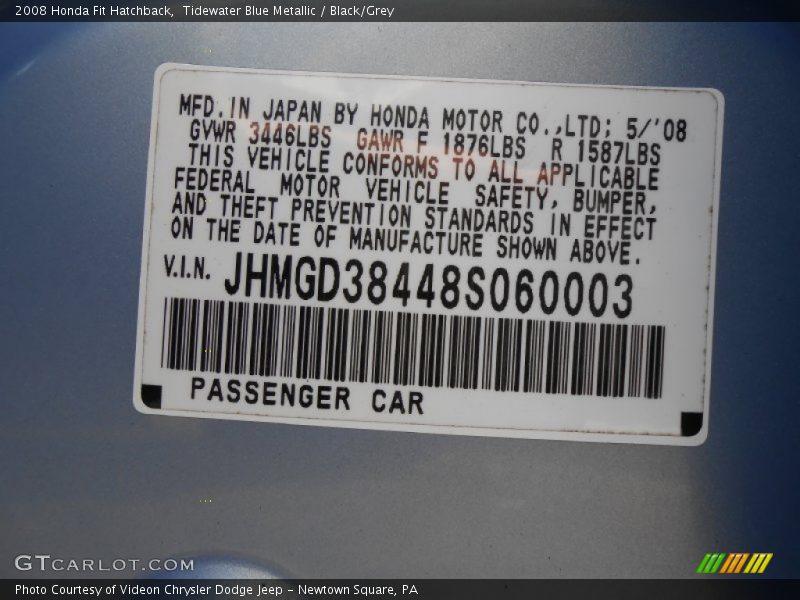 2008 Honda Fit Hatchback,  Tidewater Blue Metallic / Black/Grey
MFD. IN JAPAN BY HONDA MOTOR CO.,LTD; 5/'08
GVWR 3446LBS GAWR F 1876LBS R 1587LBS
THIS VEHICLE CONFORMS TO ALL APPLICABLE
FEDERAL MOTOR VEHICLE SAFETY, BUMPER,
AND THEFT PREVENTION STANDARDS IN EFFECT
ON THE DATE OF MANUFACTURE SHOWN ABOVE.
V.I.N. JHMGD38448S060003
PASSENGER CAR
GTCARLOT.COM
Photo Courtesy of Videon Chrysler Dodge Jeep - Newtown Square, PA